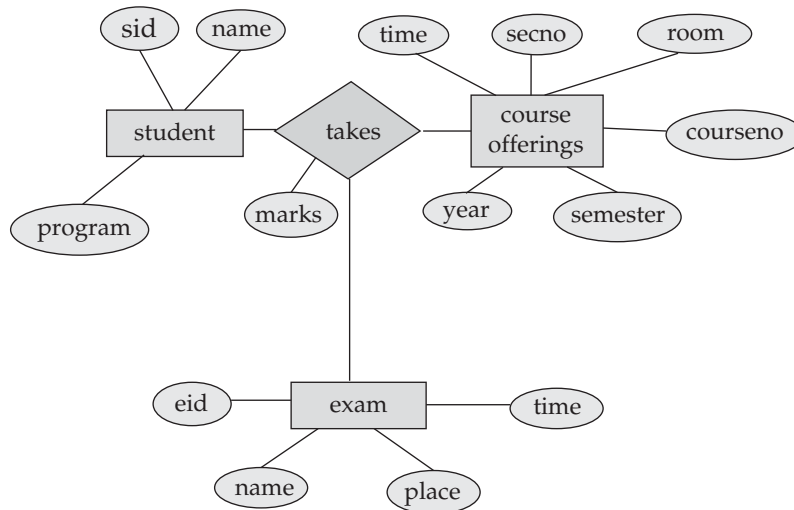 sid
name
time
secno
room
student
takes
course
offerings
courseno
program
marks
year
semester
eid
exam
time
name
place